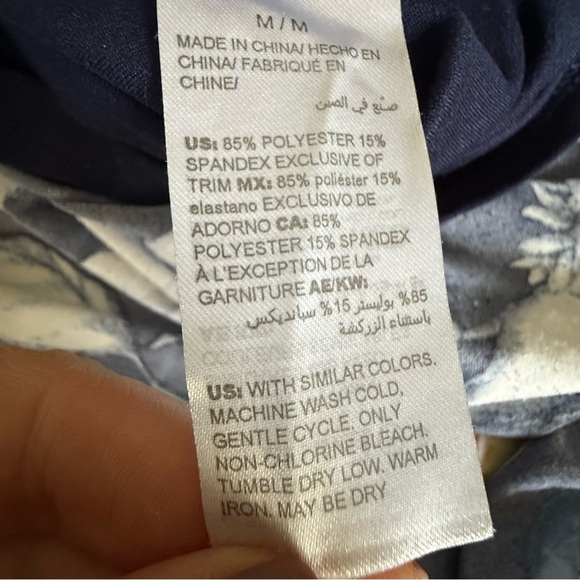 M / M
MADE IN CHINA/ HECHO EN
CHINA/ FABRIQUÉ EN
CHINE/
صنع في الصين
US: 85% POLYESTER 15%
SPANDEX EXCLUSIVE OF
TRIM MX: 85% poliéster 15%
elastano EXCLUSIVO DE
ADORNO CA: 85%
POLYESTER 15% SPANDEX
À L'EXCEPTION DE LA
GARNITURE AE/KW:
85% بوليستر 15% سبانديكس
باستثناء الزركشة
US: WITH SIMILAR COLORS.
MACHINE WASH COLD,
GENTLE CYCLE. ONLY
NON-CHLORINE BLEACH.
TUMBLE DRY LOW. WARM
IRON. MAY BE DRY